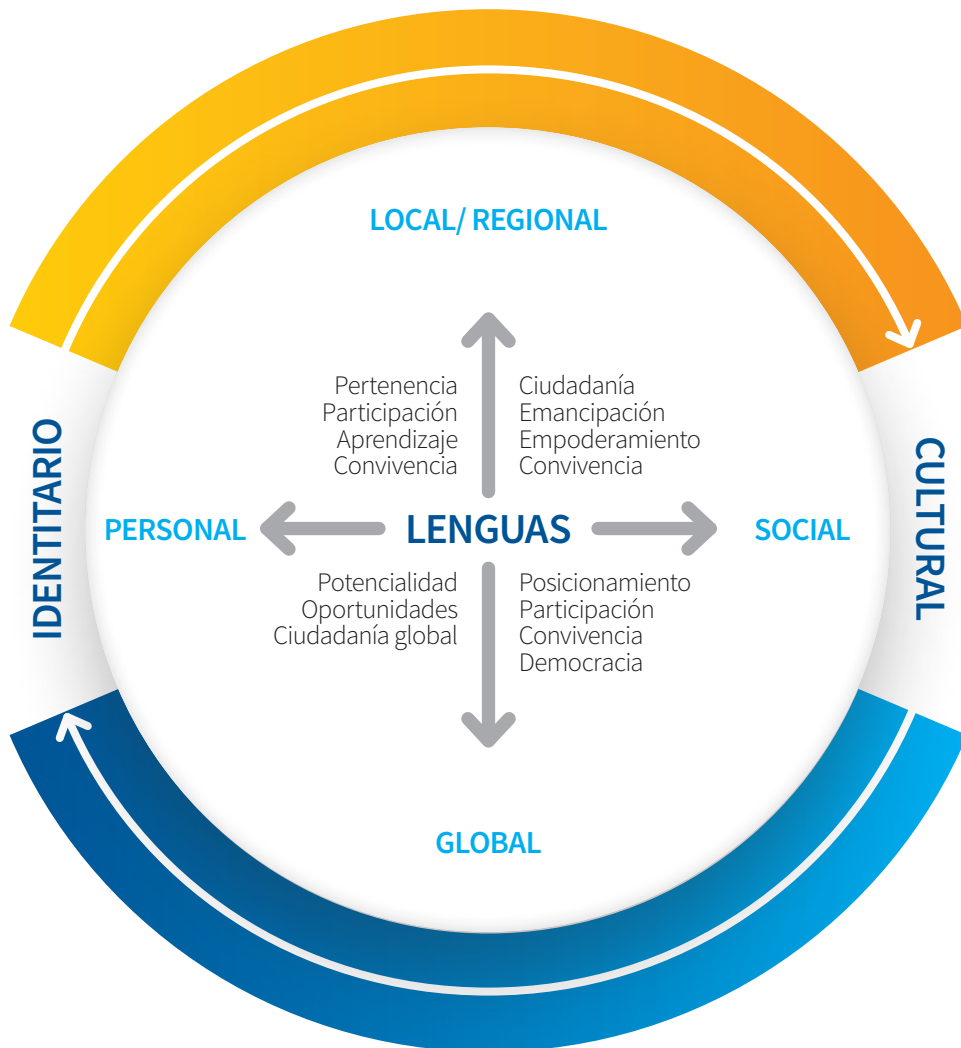 LOCAL/ REGIONAL
Pertenencia
Participación
Aprendizaje
Convivencia
Ciudadanía
Emancipación
Empoderamiento
Convivencia
IDENTITARIO
PERSONAL
LENGUAS
SOCIAL
CULTURAL
Potencialidad
Oportunidades
Ciudadanía global
Posicionamiento
Participación
Convivencia
Democracia
GLOBAL